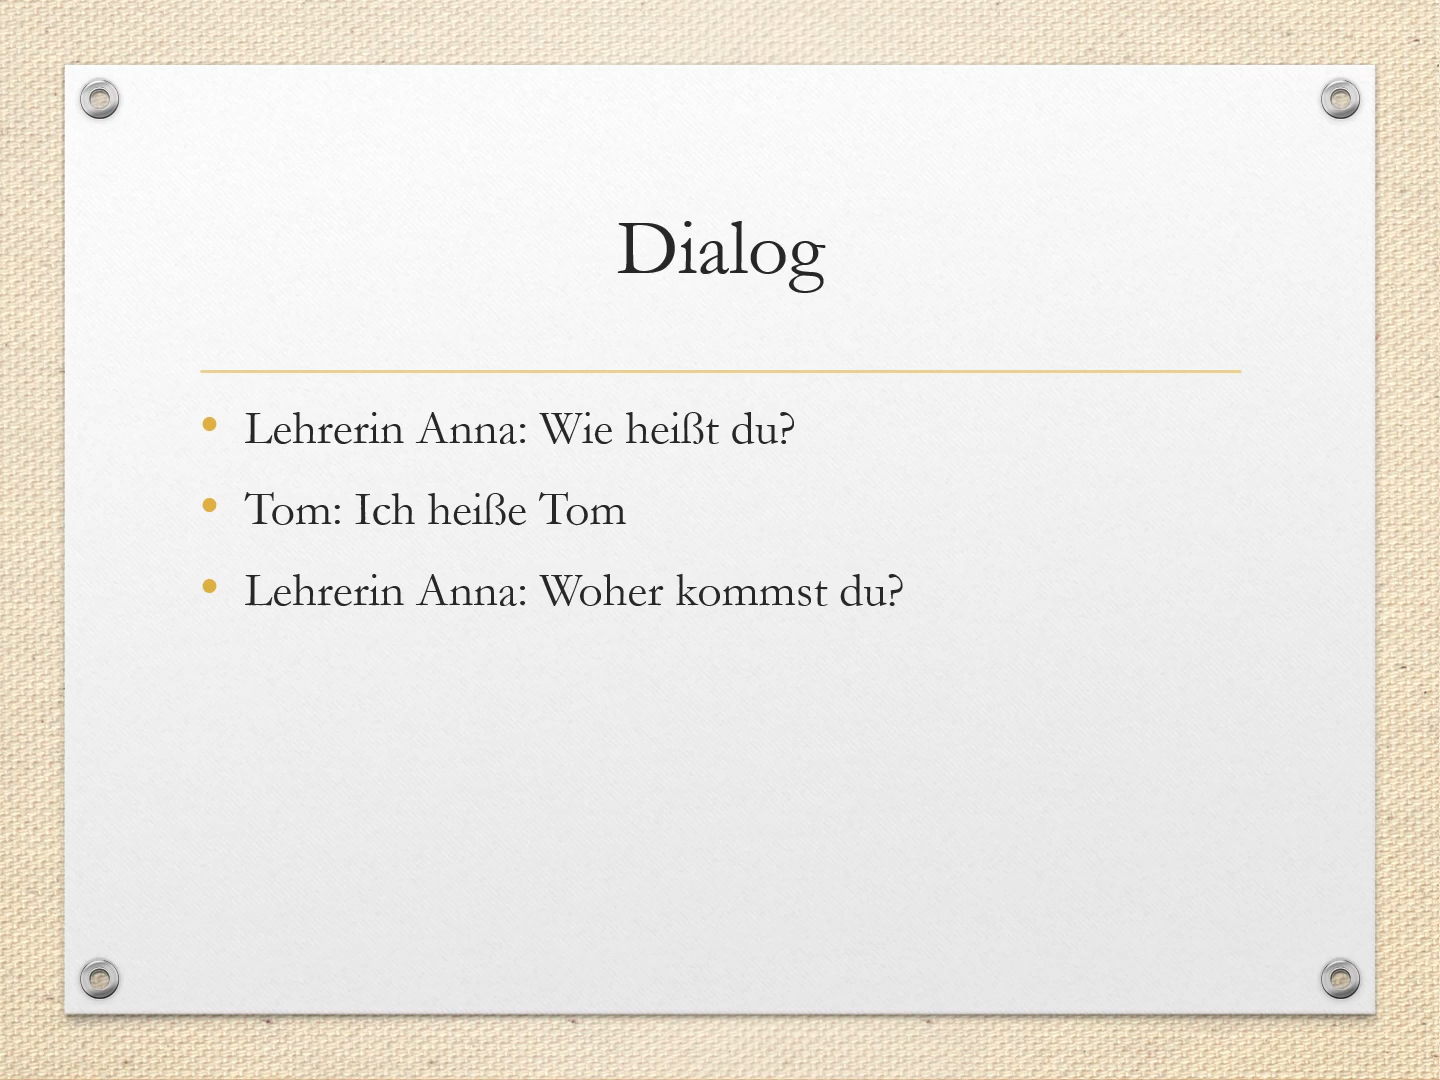 Dialog
• Lehrerin Anna: Wie heißt du?
• Tom: Ich heiße Tom
• Lehrerin Anna: Woher kommst du?